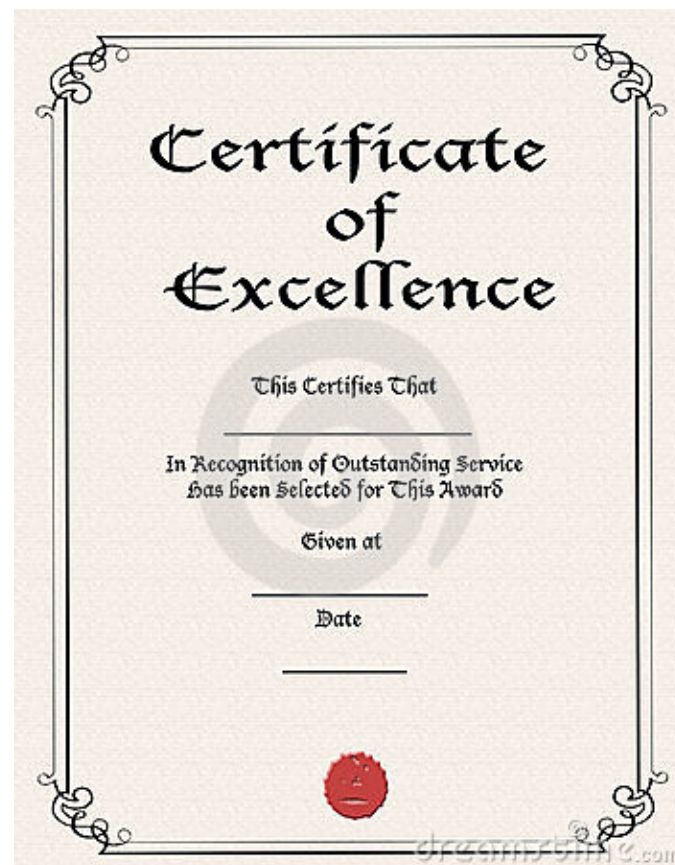 Certificate
of
Excellence
This Certifies That
In Recognition of Outstanding Service
Has been Selected for This Award
Given at
Date
dreamstime.com